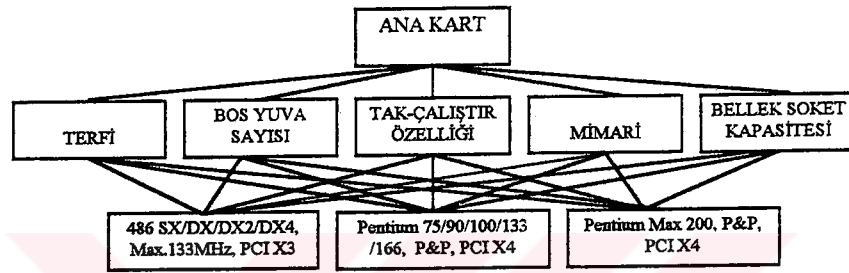 ANA KART
TERFİ
BOS YUVA
SAYISI
TAK-ÇALIŞTIR
ÖZELLİĞİ
MİMARİ
BELLEK SOKET
KAPASİTESİ
486 SX/DX/DX2/DX4,
Max.133MHz, PCI X3
Pentium 75/90/100/133
/166, P&P, PCI X4
Pentium Max 200, P&P,
PCI X4